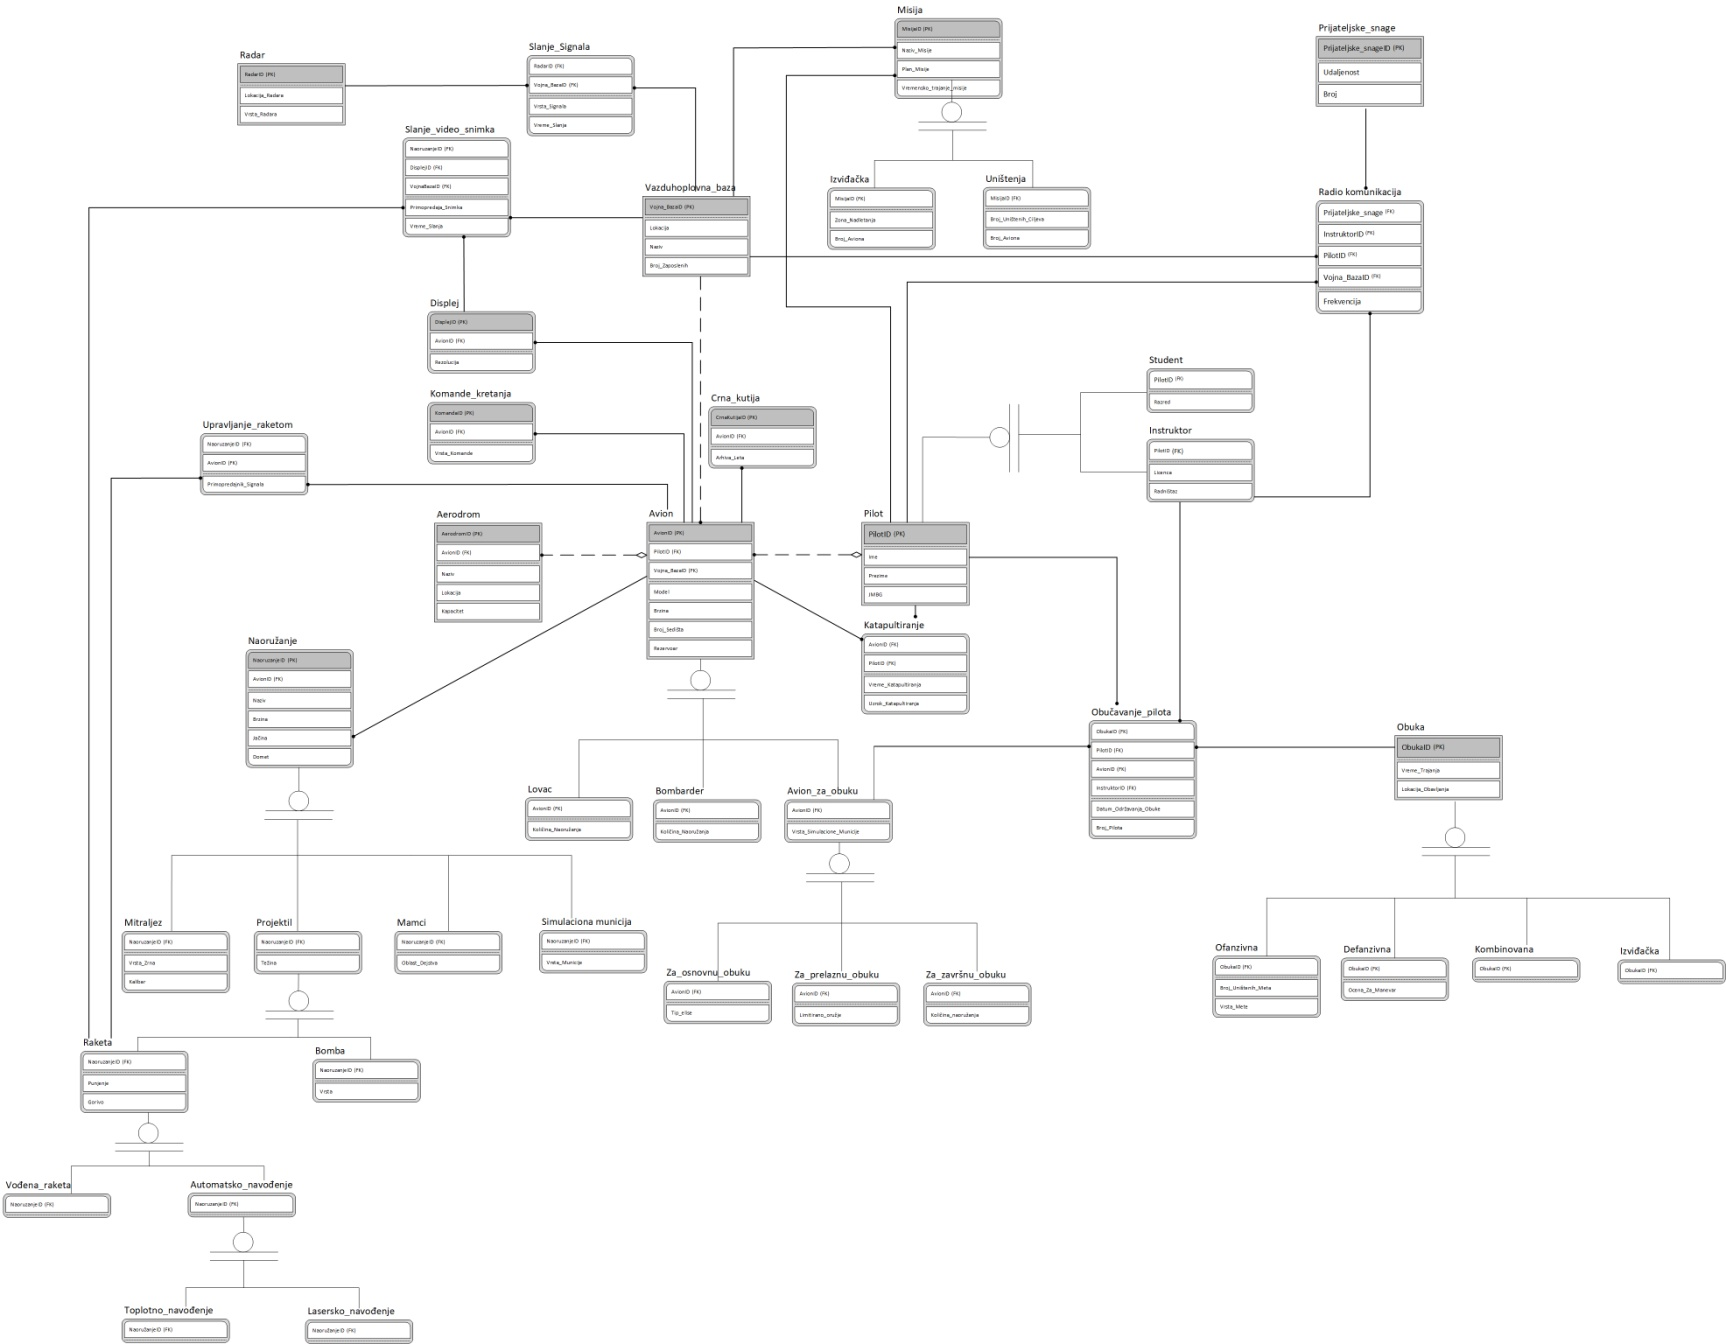 Misija
MisijaID (PK)
Naziv_Misije
Plan_Misije
Vremensko_trajanje_misije
Prijateljske_snage
Prijateljske_snageID (PK)
Udaljenost
Broj
Radar
RadarID (PK)
Lokacija_Radara
Vrsta_Radara
Slanje_Signala
RadarID (FK)
Vojna_BazaID (FK)
Vrsta_Signala
Vreme_Slanja
Slanje_video_snimka
NaoruzanjeID (FK)
DisplejID (FK)
VojnaBazaID (FK)
Primopredaja_Snimka
Vreme_Slanja
Vazduhoplovna_baza
Vojna_BazaID (PK)
Lokacija
Naziv
Broj_Zaposlenih
Izviđačka
MisijaID (FK)
Zona_Nadletanja
Broj_Aviona
Uništenja
MisijaID (FK)
Broj_Uništenih_Ciljeva
Broj_Aviona
Radio komunikacija
Prijateljske_snage (FK)
InstruktorID (FK)
PilotID (FK)
Vojna_BazaID (FK)
Frekvencija
Displej
DisplejID (PK)
AvionID (FK)
Rezolucija
Komande_kretanja
KomandaID (PK)
AvionID (FK)
Vrsta_Komande
Crna_kutija
CrnaKutijaID (PK)
AvionID (FK)
Arhiva_Leta
Upravljanje_raketom
NaoruzanjeID (FK)
AvionID (FK)
Primopredajnik_Signala
Student
PilotID (FK)
Razred
Instruktor
PilotID (FK)
Licenca
RadniStaz
Aerodrom
AerodromID (PK)
AvionID (FK)
Naziv
Lokacija
Kapacitet
Avion
AvionID (PK)
PilotID (FK)
Vojna_BazaID (FK)
Model
Brzina
Broj_Sedišta
Rezervoar
Pilot
PilotID (PK)
Ime
Prezime
JMBG
Katapultiranje
AvionID (FK)
PilotID (FK)
Vreme_Katapultiranja
Uzrok_Katapultiranja
Naoružanje
NaoruzanjeID (PK)
AvionID (FK)
Naziv
Brzina
Jačina
Domet
Obučavanje_pilota
ObukaID (FK)
PilotID (FK)
AvionID (FK)
InstruktorID (FK)
Datum_Održavanja_Obuke
Broj_Pilota
Obuka
ObukaID (PK)
Vreme_Trajanja
Lokacija_Obavljanja
Lovac
AvionID (FK)
Količina_Naoružanja
Bombarder
AvionID (FK)
Količina_Naoružanja
Avion_za_obuku
AvionID (FK)
Vrsta_Simulacione_Municije
Mitraljez
NaoruzanjeID (FK)
Vrsta_Zrna
Kalibar
Projektil
NaoruzanjeID (FK)
Težina
Mamci
NaoruzanjeID (FK)
Oblast_Dejstva
Simulaciona municija
NaoruzanjeID (FK)
Vrsta_Municije
Za_osnovnu_obuku
AvionID (FK)
Tip_elise
Za_prelaznu_obuku
AvionID (FK)
Limitirano_oružje
Za_završnu_obuku
AvionID (FK)
Količina_naoružanja
Ofanzivna
ObukaID (FK)
Broj_Uništenih_Meta
Vrsta_Mete
Defanzivna
ObukaID (FK)
Ocena_Za_Manevar
Kombinovana
ObukaID (FK)
Izviđačka
ObukaID (FK)
Raketa
NaoruzanjeID (FK)
Punjenje
Gorivo
Bomba
NaoruzanjeID (FK)
Vrsta
Vođena_raketa
NaoruzanjeID (FK)
Automatsko_navođenje
NaoruzanjeID (FK)
Toplotno_navođenje
NaoružanjeID (FK)
Lasersko_navođenje
NaoružanjeID (FK)